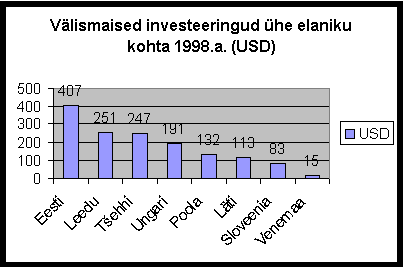 Välismaised investeeringud ühe elaniku
kohta 1998.a. (USD)
500
400
300
200
100
0
407
251
247
191
132
113
83
15
Eesti
Leedu
Tšehhi
Ungari
Poola
Läti
Sloveenia
Venemaa
USD